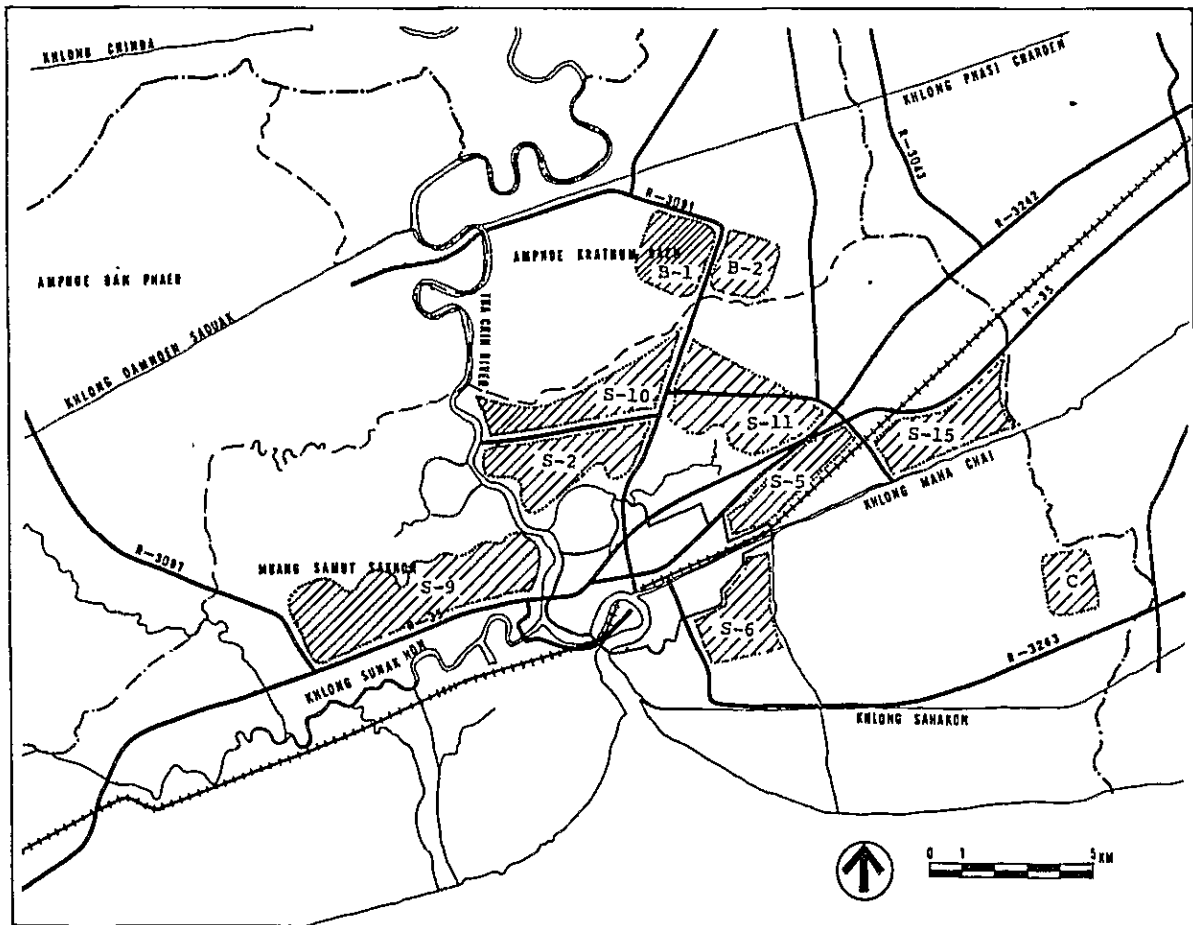 KHLONG CHINDA
KHLONG PHASI CHAROEN
R-3043
R-3242
R-3091
AMPHOE KRATHUM
B-1
B-2
AMPHOE BAN PHAEO
THA CHIN RIVER
R-35
KHLONG DAMNOEN SADUAK
S-10
S-11
S-15
S-2
S-5
KHLONG MAHA CHAI
R-3097
MUANG SAMUT SAKHON
S-9
C
R-35
S-6
R-3243
KHLONG SUNAK HON
KHLONG SAHAKON
0 1 5 KM